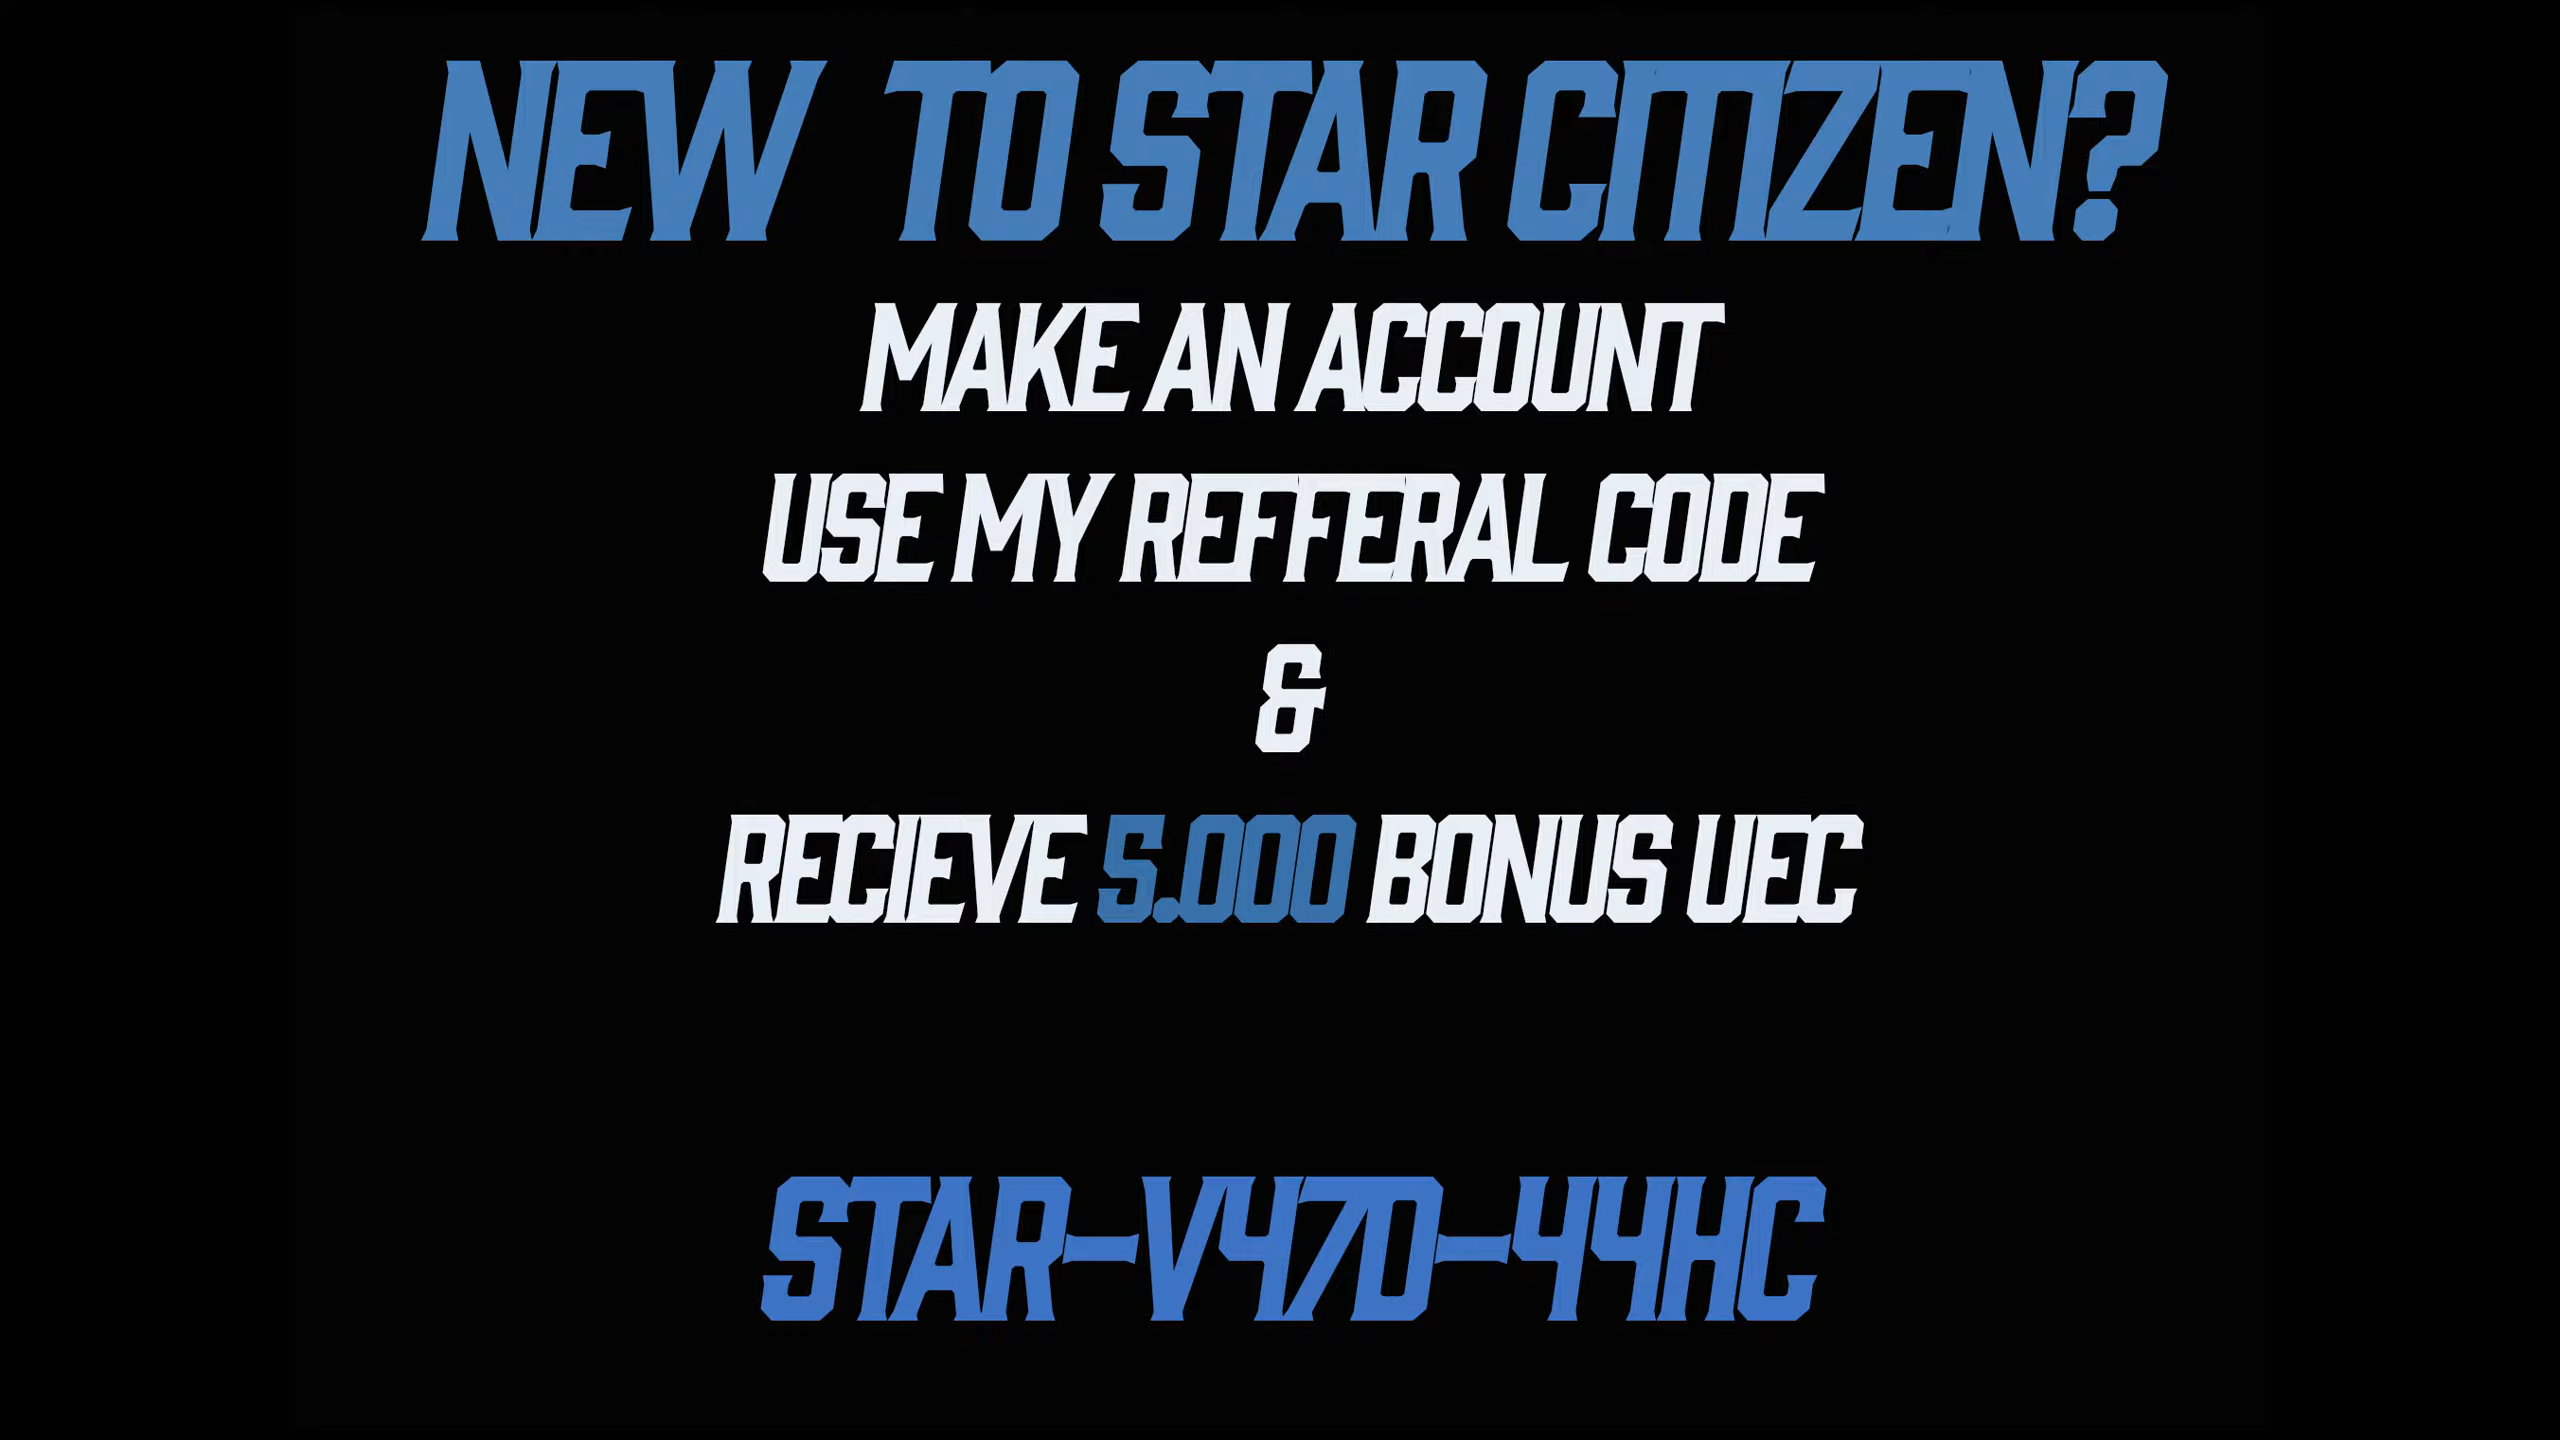 NEW TO STAR CITIZEN?
MAKE AN ACCOUNT
USE MY REFFERAL CODE
&
RECIEVE 5.000 BONUS UEC
STAR-V47D-44HC